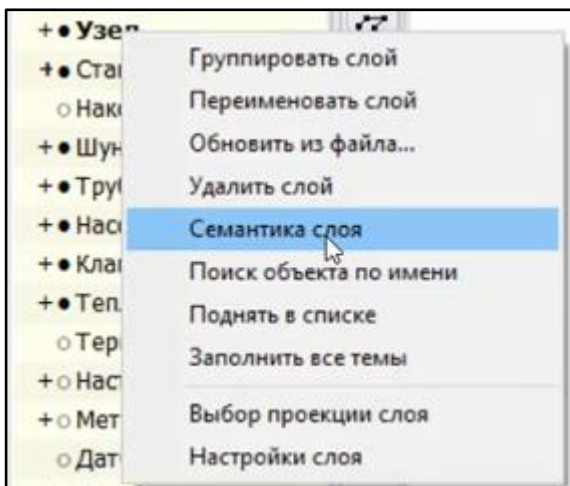 Узел
Группировать слой
Переименовать слой
Обновить из файла...
Удалить слой
Семантика слоя
Поиск объекта по имени
Поднять в списке
Заполнить все темы
Выбор проекции слоя
Настройки слоя